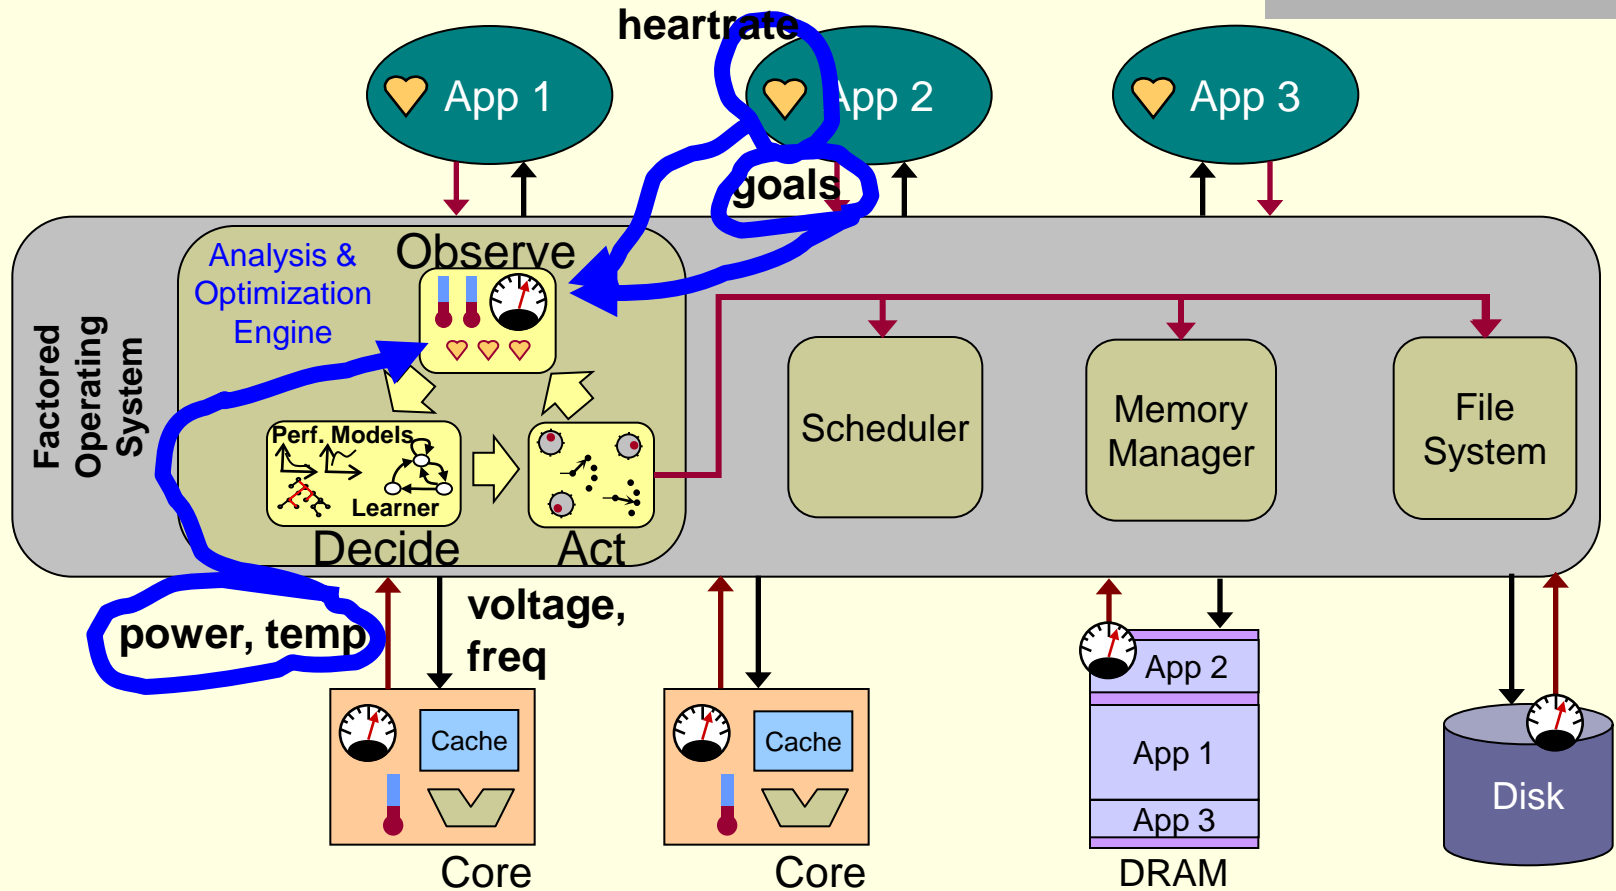 heartrate
App 1
App 2
App 3
goals
Factored
Operating
System
Analysis &
Optimization
Engine
Observe
Perf. Models
Learner
Decide
Act
Scheduler
Memory
Manager
File
System
power, temp
voltage,
freq
Cache
Core
Cache
Core
App 2
App 1
App 3
DRAM
Disk